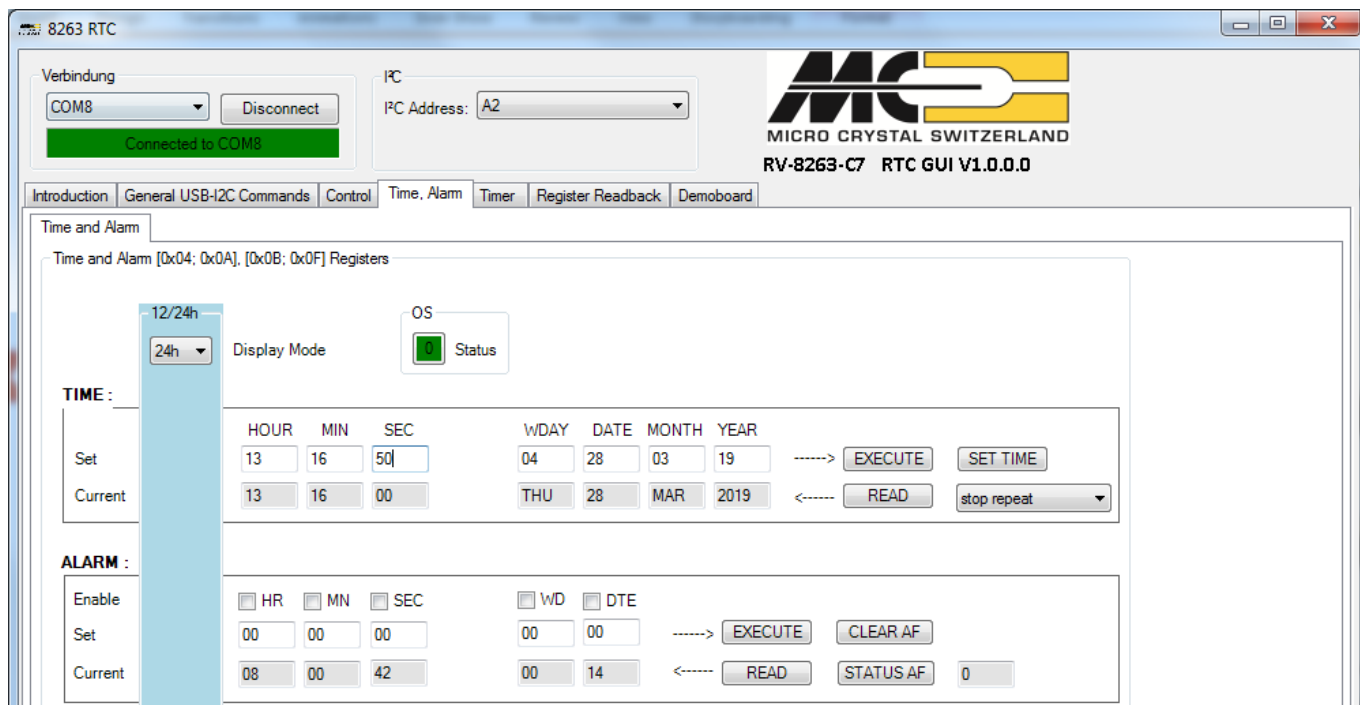 8263 RTC
Verbindung
COM8 Disconnect
Connected to COM8
I²C
I²C Address: A2
MICRO CRYSTAL SWITZERLAND
RV-8263-C7 RTC GUI V1.0.0.0
Introduction General USB-I2C Commands Control Time, Alarm Timer Register Readback Demoboard
Time and Alarm
Time and Alarm [0x04; 0x0A], [0x0B; 0x0F] Registers
12/24h OS
24h Display Mode 0 Status
TIME :
HOUR MIN SEC WDAY DATE MONTH YEAR
Set 13 16 50 04 28 03 19 ------> EXECUTE SET TIME
Current 13 16 00 THU 28 MAR 2019 <------ READ stop repeat
ALARM :
Enable HR MN SEC WD DTE
Set 00 00 00 00 00 ------> EXECUTE CLEAR AF
Current 08 00 42 00 14 <------ READ STATUS AF 0